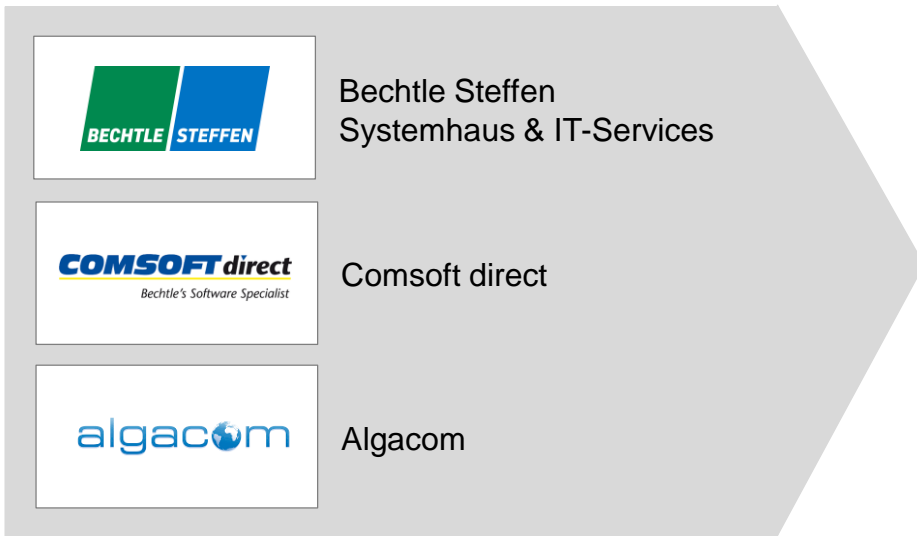 BECHTLE STEFFEN
Bechtle Steffen
Systemhaus & IT-Services
COMSOFT direct
Bechtle's Software Specialist
Comsoft direct
algacom
Algacom